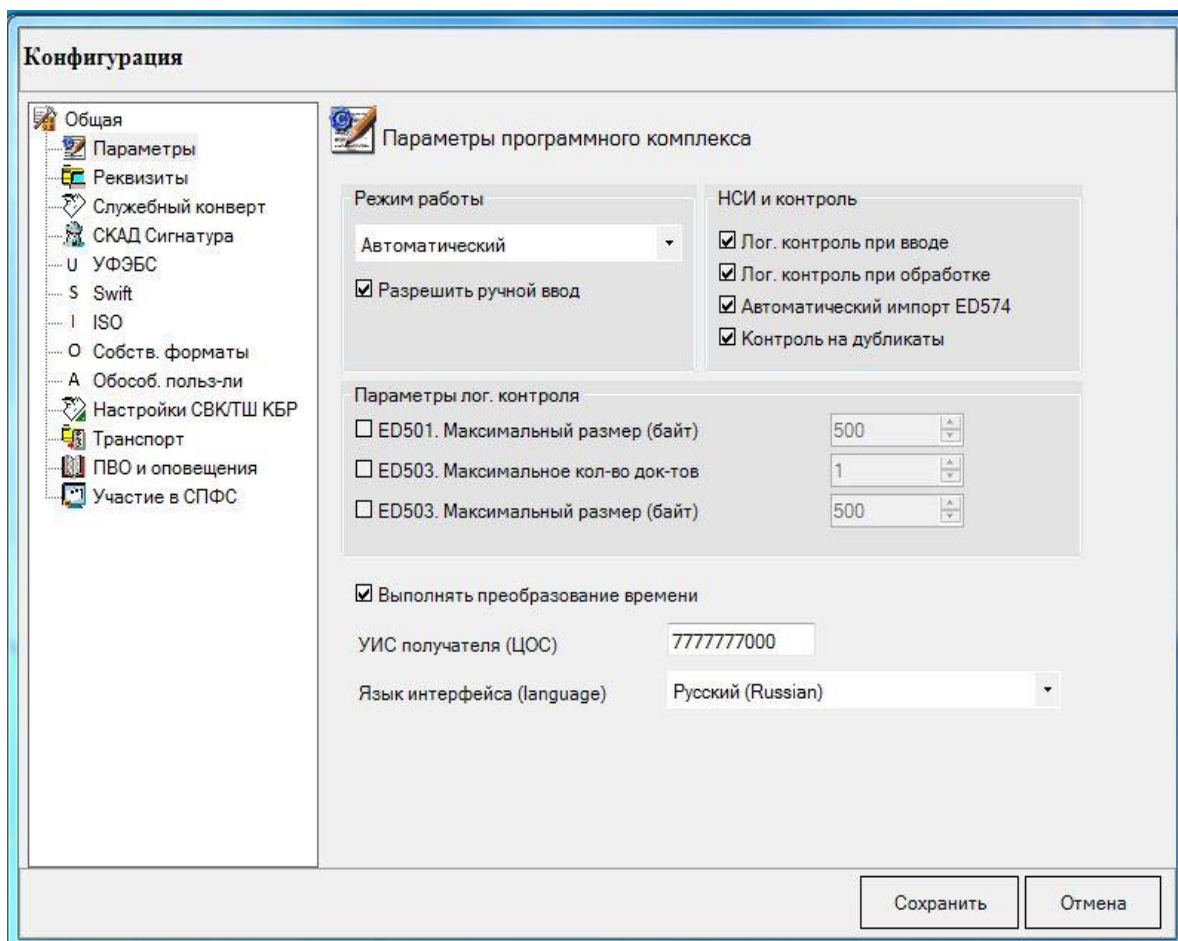 Конфигурация
Общая
Параметры
Реквизиты
Служебный конверт
СКАД Сигнатура
U УФЭБС
S Swift
I ISO
O Собств. форматы
A Обособ. польз-ли
Настройки СВК/ТШ КБР
Транспорт
ПВО и оповещения
Участие в СПФС
Параметры программного комплекса
Режим работы
Автоматический
Разрешить ручной ввод
НСИ и контроль
Лог. контроль при вводе
Лог. контроль при обработке
Автоматический импорт ED574
Контроль на дубликаты
Параметры лог. контроля
ED501. Максимальный размер (байт) 500
ED503. Максимальное кол-во док-тов 1
ED503. Максимальный размер (байт) 500
Выполнять преобразование времени
УИС получателя (ЦОС) 7777777000
Язык интерфейса (language) Русский (Russian)
Сохранить Отмена